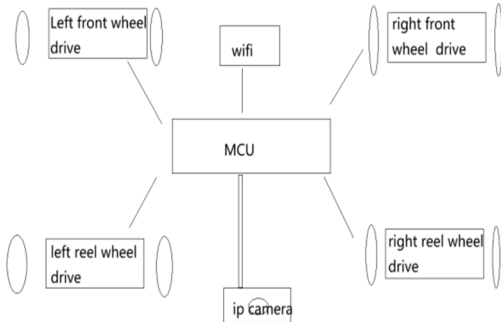 Left front wheel
drive
wifi
right front
wheel drive
MCU
left reel wheel
drive
right reel wheel
drive
ip camera